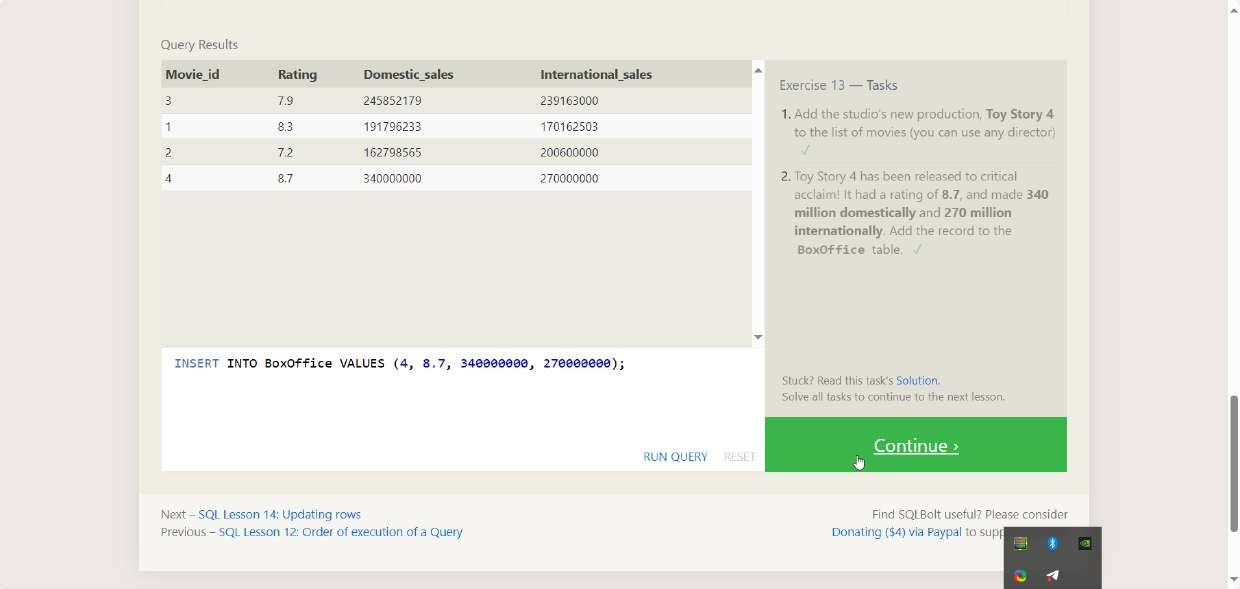 Query Results
Movie_id Rating Domestic_sales International_sales
3 7.9 245852179 239163000
1 8.3 191796233 170162503
2 7.2 162798565 200600000
4 8.7 340000000 270000000
INSERT INTO BoxOffice VALUES (4, 8.7, 340000000, 270000000);
RUN QUERY RESET
Exercise 13 — Tasks
1. Add the studio's new production, Toy Story 4
to the list of movies (you can use any director)
✓
2. Toy Story 4 has been released to critical
acclaim! It had a rating of 8.7, and made 340
million domestically and 270 million
internationally. Add the record to the
BoxOffice table. ✓
Stuck? Read this task's Solution.
Solve all tasks to continue to the next lesson.
Continue ›
Next – SQL Lesson 14: Updating rows
Previous – SQL Lesson 12: Order of execution of a Query
Find SQLBolt useful? Please consider
Donating ($4) via Paypal to